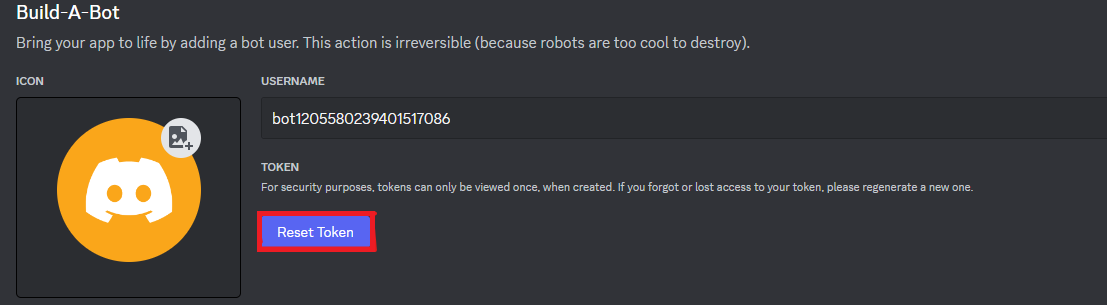 Build-A-Bot
Bring your app to life by adding a bot user. This action is irreversible (because robots are too cool to destroy).
ICON
USERNAME
bot1205580239401517086
TOKEN
For security purposes, tokens can only be viewed once, when created. If you forgot or lost access to your token, please regenerate a new one.
Reset Token